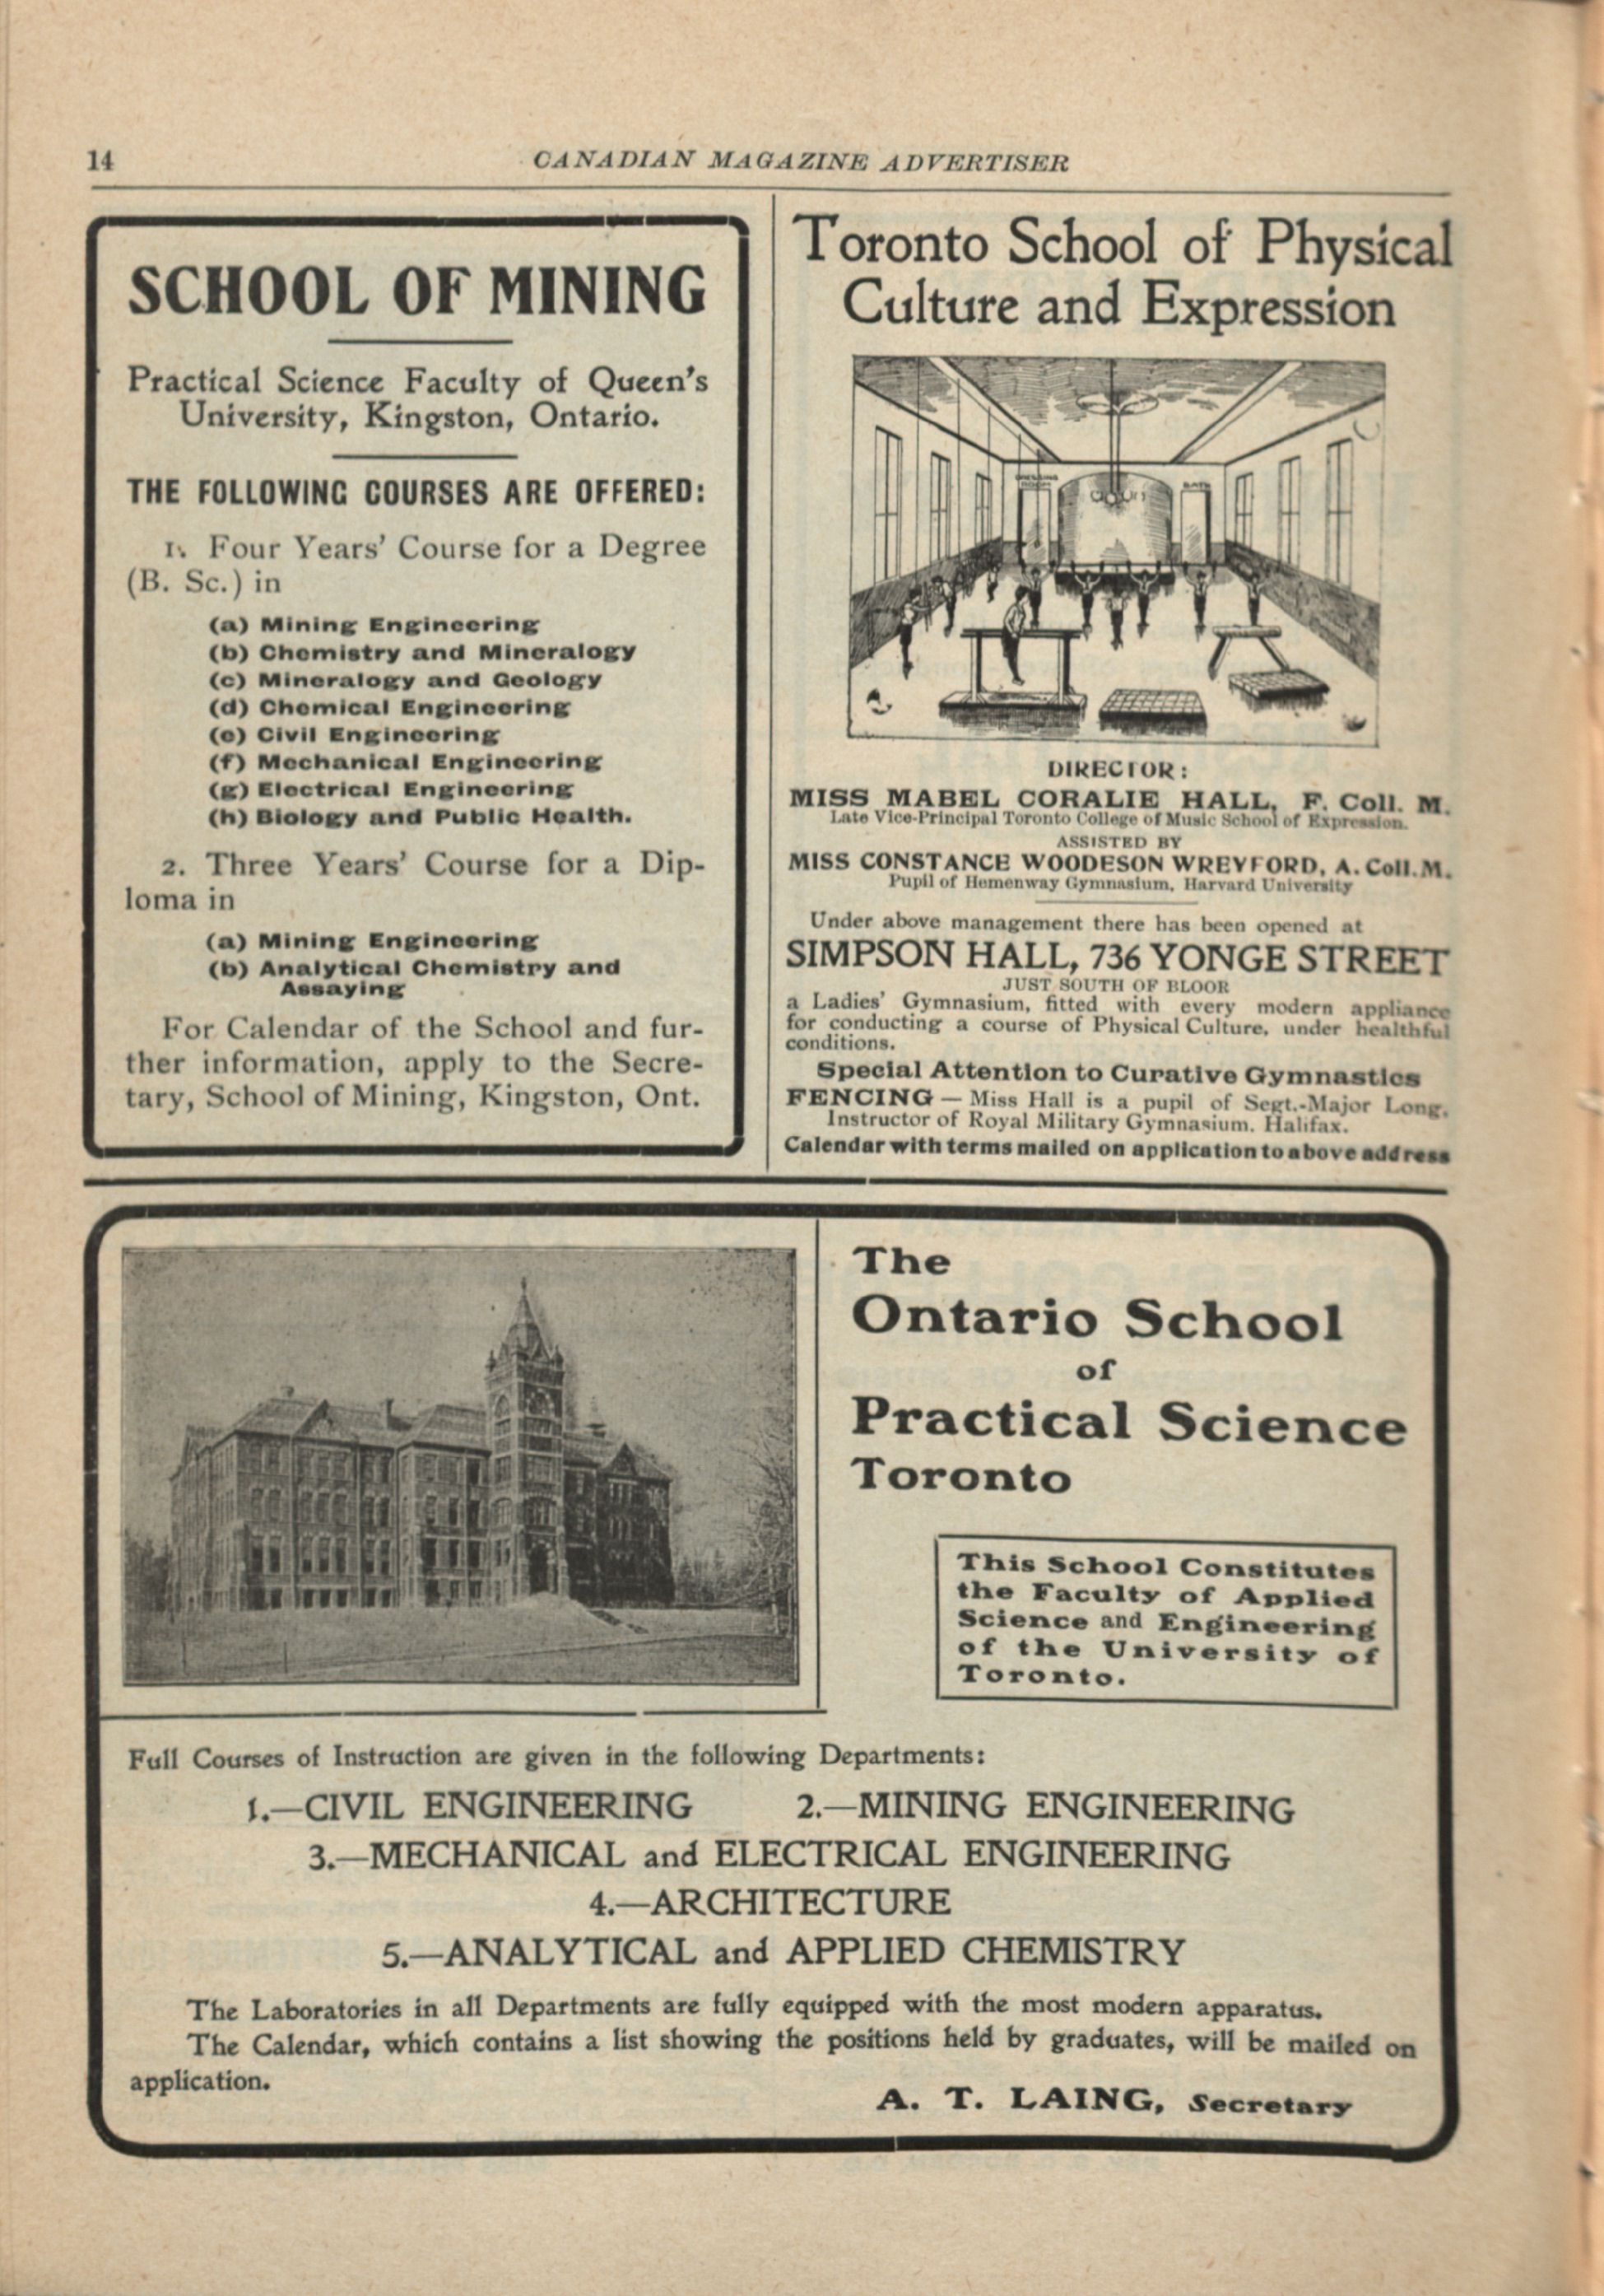 14
CANADIAN MAGAZINE ADVERTISER
SCHOOL OF MINING
Practical Science Faculty of Queen's
University, Kingston, Ontario.
THE FOLLOWING COURSES ARE OFFERED:
1. Four Years' Course for a Degree
(B. Sc.) in
(a) Mining Engineering
(b) Chemistry and Mineralogy
(c) Mineralogy and Geology
(d) Chemical Engineering
(e) Civil Engineering
(f) Mechanical Engineering
(g) Electrical Engineering
(h) Biology and Public Health.
2. Three Years' Course for a Dip-
loma in
(a) Mining Engineering
(b) Analytical Chemistry and
Assaying
For Calendar of the School and fur-
ther information, apply to the Secre-
tary, School of Mining, Kingston, Ont.
Toronto School of Physical
Culture and Expression
DIRECTOR:
MISS MABEL CORALIE HALL, F. Coll. M.
Late Vice-Principal Toronto College of Music School of Expression.
ASSISTED BY
MISS CONSTANCE WOODESON WREYFORD, A. Coll. M.
Pupil of Hemenway Gymnasium, Harvard University
Under above management there has been opened at
SIMPSON HALL, 736 YONGE STREET
JUST SOUTH OF BLOOR
a Ladies' Gymnasium, fitted with every modern appliance
for conducting a course of Physical Culture, under healthful
conditions.
Special Attention to Curative Gymnastics
FENCING — Miss Hall is a pupil of Segt.-Major Long,
Instructor of Royal Military Gymnasium, Halifax.
Calendar with terms mailed on application to above address
The
Ontario School
of
Practical Science
Toronto
This School Constitutes
the Faculty of Applied
Science and Engineering
of the University of
Toronto.
Full Courses of Instruction are given in the following Departments:
1.—CIVIL ENGINEERING 2.—MINING ENGINEERING
3.—MECHANICAL and ELECTRICAL ENGINEERING
4.—ARCHITECTURE
5.—ANALYTICAL and APPLIED CHEMISTRY
The Laboratories in all Departments are fully equipped with the most modern apparatus.
The Calendar, which contains a list showing the positions held by graduates, will be mailed on
application.
A. T. LAING, Secretary